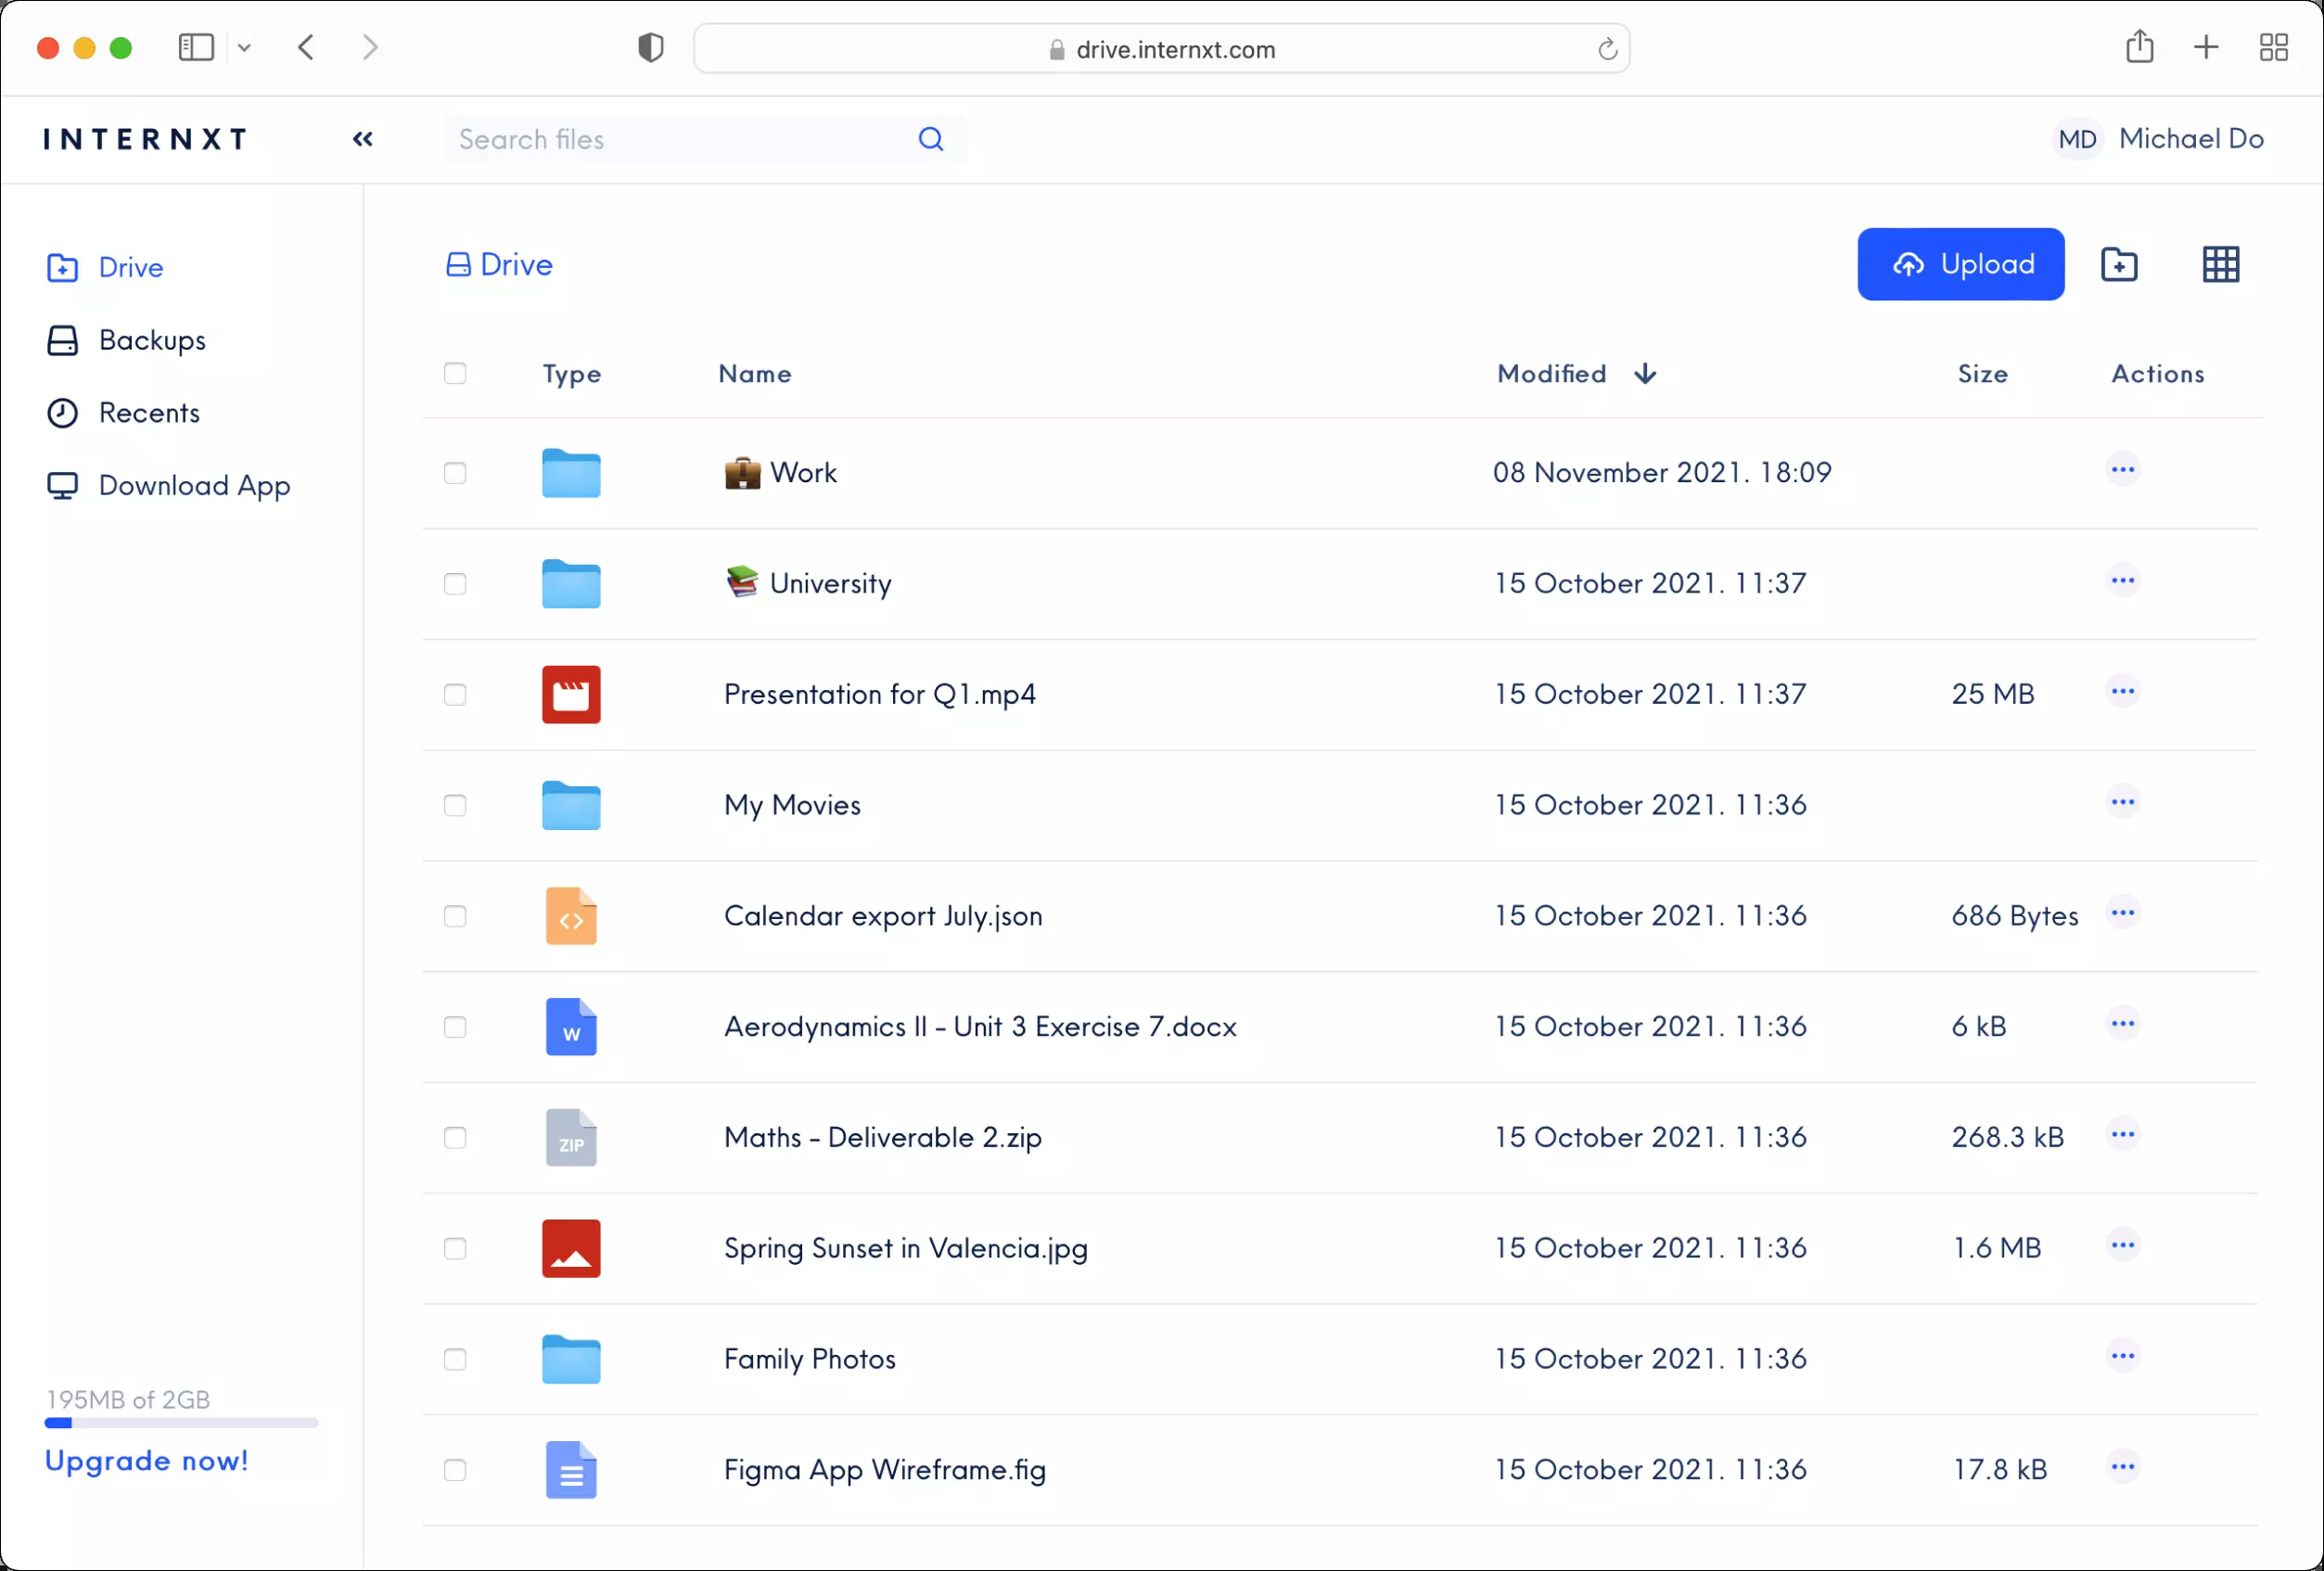 drive.internxt.com
INTERNXT
Search files
MD Michael Do
Drive
Backups
Recents
Download App
195MB of 2GB
Upgrade now!
Drive
Upload
Type Name Modified Size Actions
Work 08 November 2021. 18:09
University 15 October 2021. 11:37
Presentation for Q1.mp4 15 October 2021. 11:37 25 MB
My Movies 15 October 2021. 11:36
Calendar export July.json 15 October 2021. 11:36 686 Bytes
W Aerodynamics II - Unit 3 Exercise 7.docx 15 October 2021. 11:36 6 kB
ZIP Maths - Deliverable 2.zip 15 October 2021. 11:36 268.3 kB
Spring Sunset in Valencia.jpg 15 October 2021. 11:36 1.6 MB
Family Photos 15 October 2021. 11:36
Figma App Wireframe.fig 15 October 2021. 11:36 17.8 kB